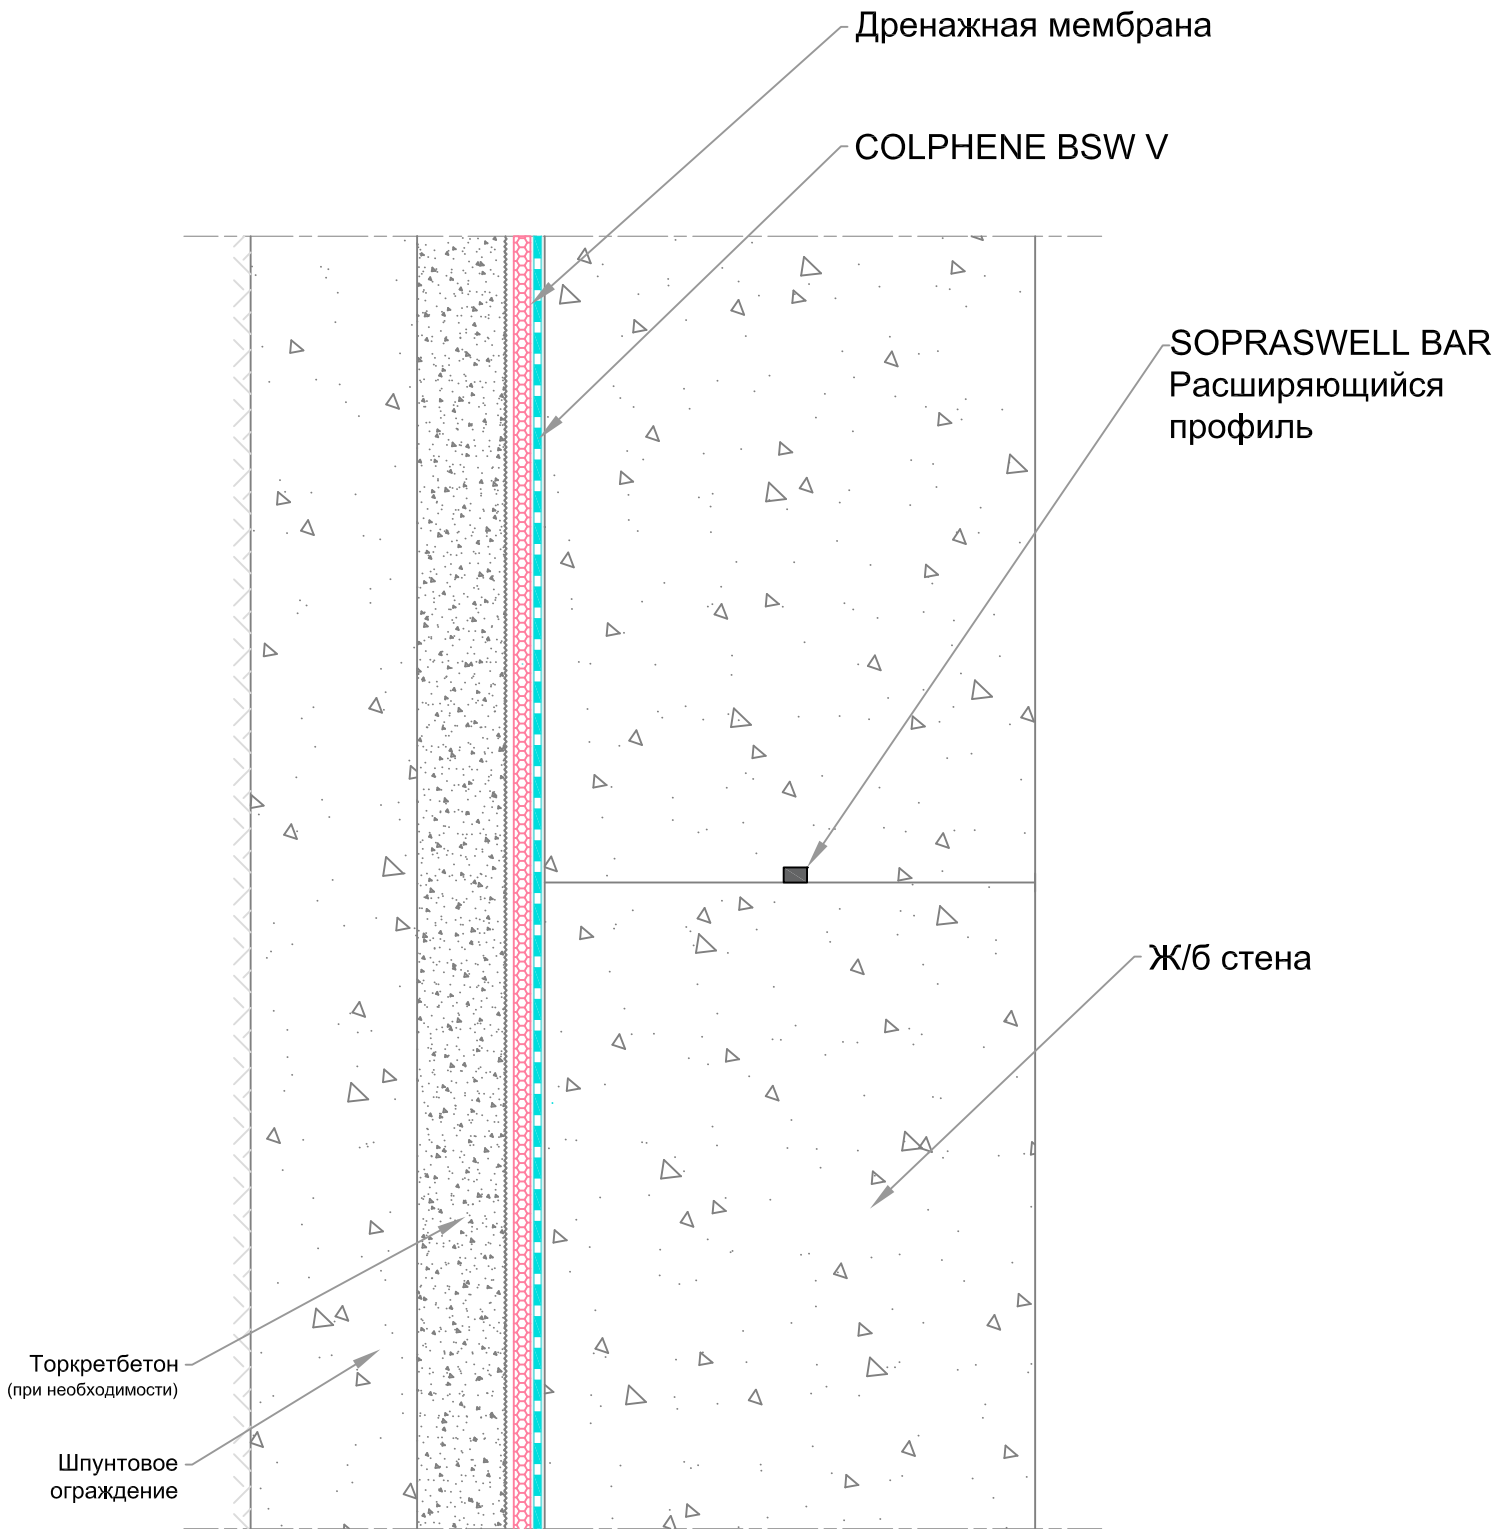 Дренажная мембрана
COLPHENE BSW V
SOPRASWELL BAR
Расширяющийся
профиль
Ж/б стена
Торкретбетон
(при необходимости)
Шпунтовое
ограждение